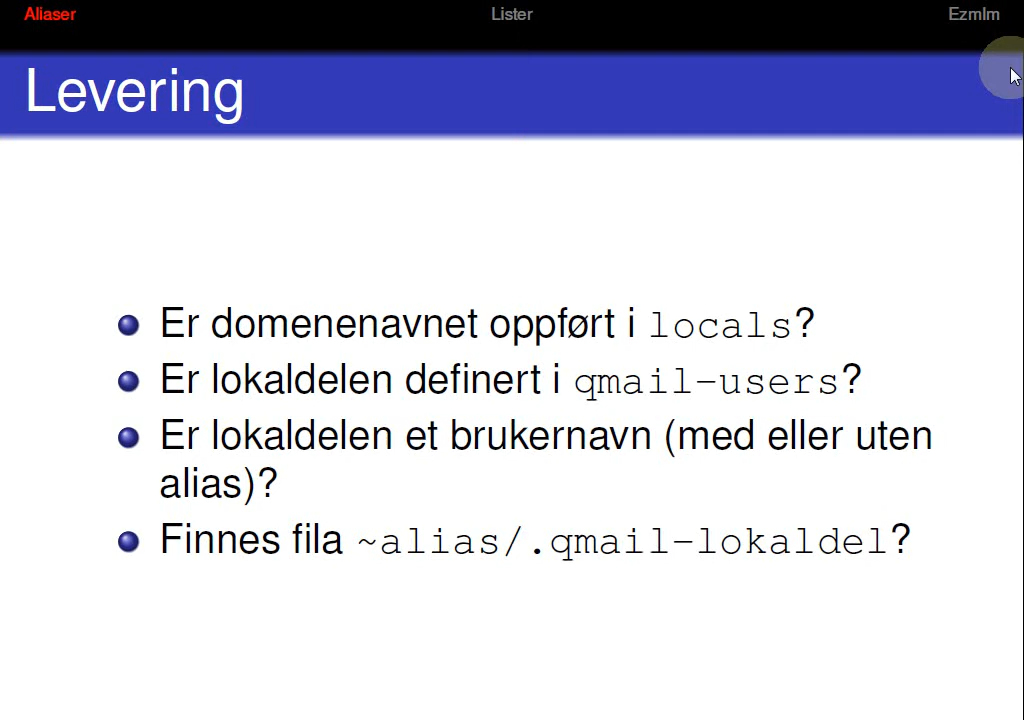 Aliaser Lister Ezmlm
Levering
Er domenenavnet oppført i locals?
Er lokaldelen definert i qmail-users?
Er lokaldelen et brukernavn (med eller uten
alias)?
Finnes fila ~alias/.qmail-lokaldel?